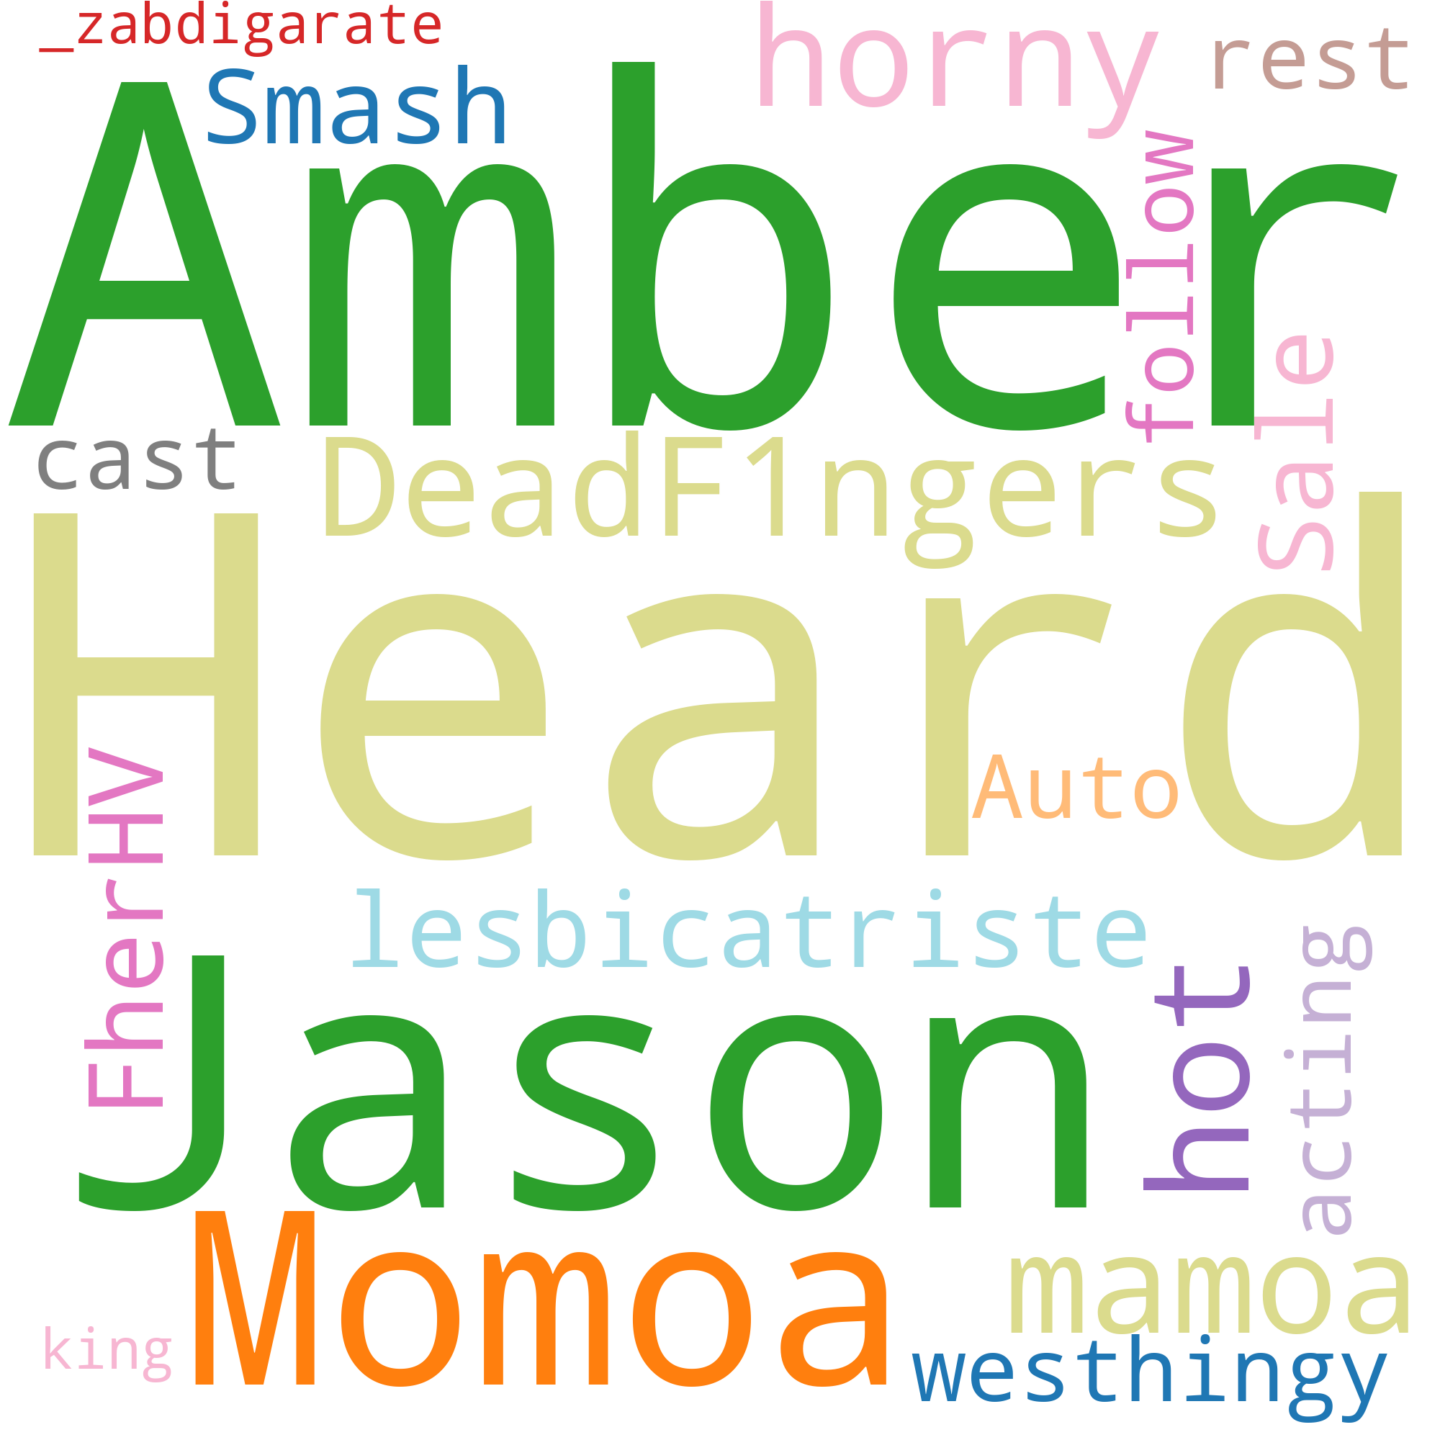 _zabdigarate
horny
rest
Smash
Amber
follow
Sale
cast
DeadF1ngers
Heard
FherHV
Auto
lesbicatriste
hot
acting
Jason
Momoa
mamoa
king
westhingy